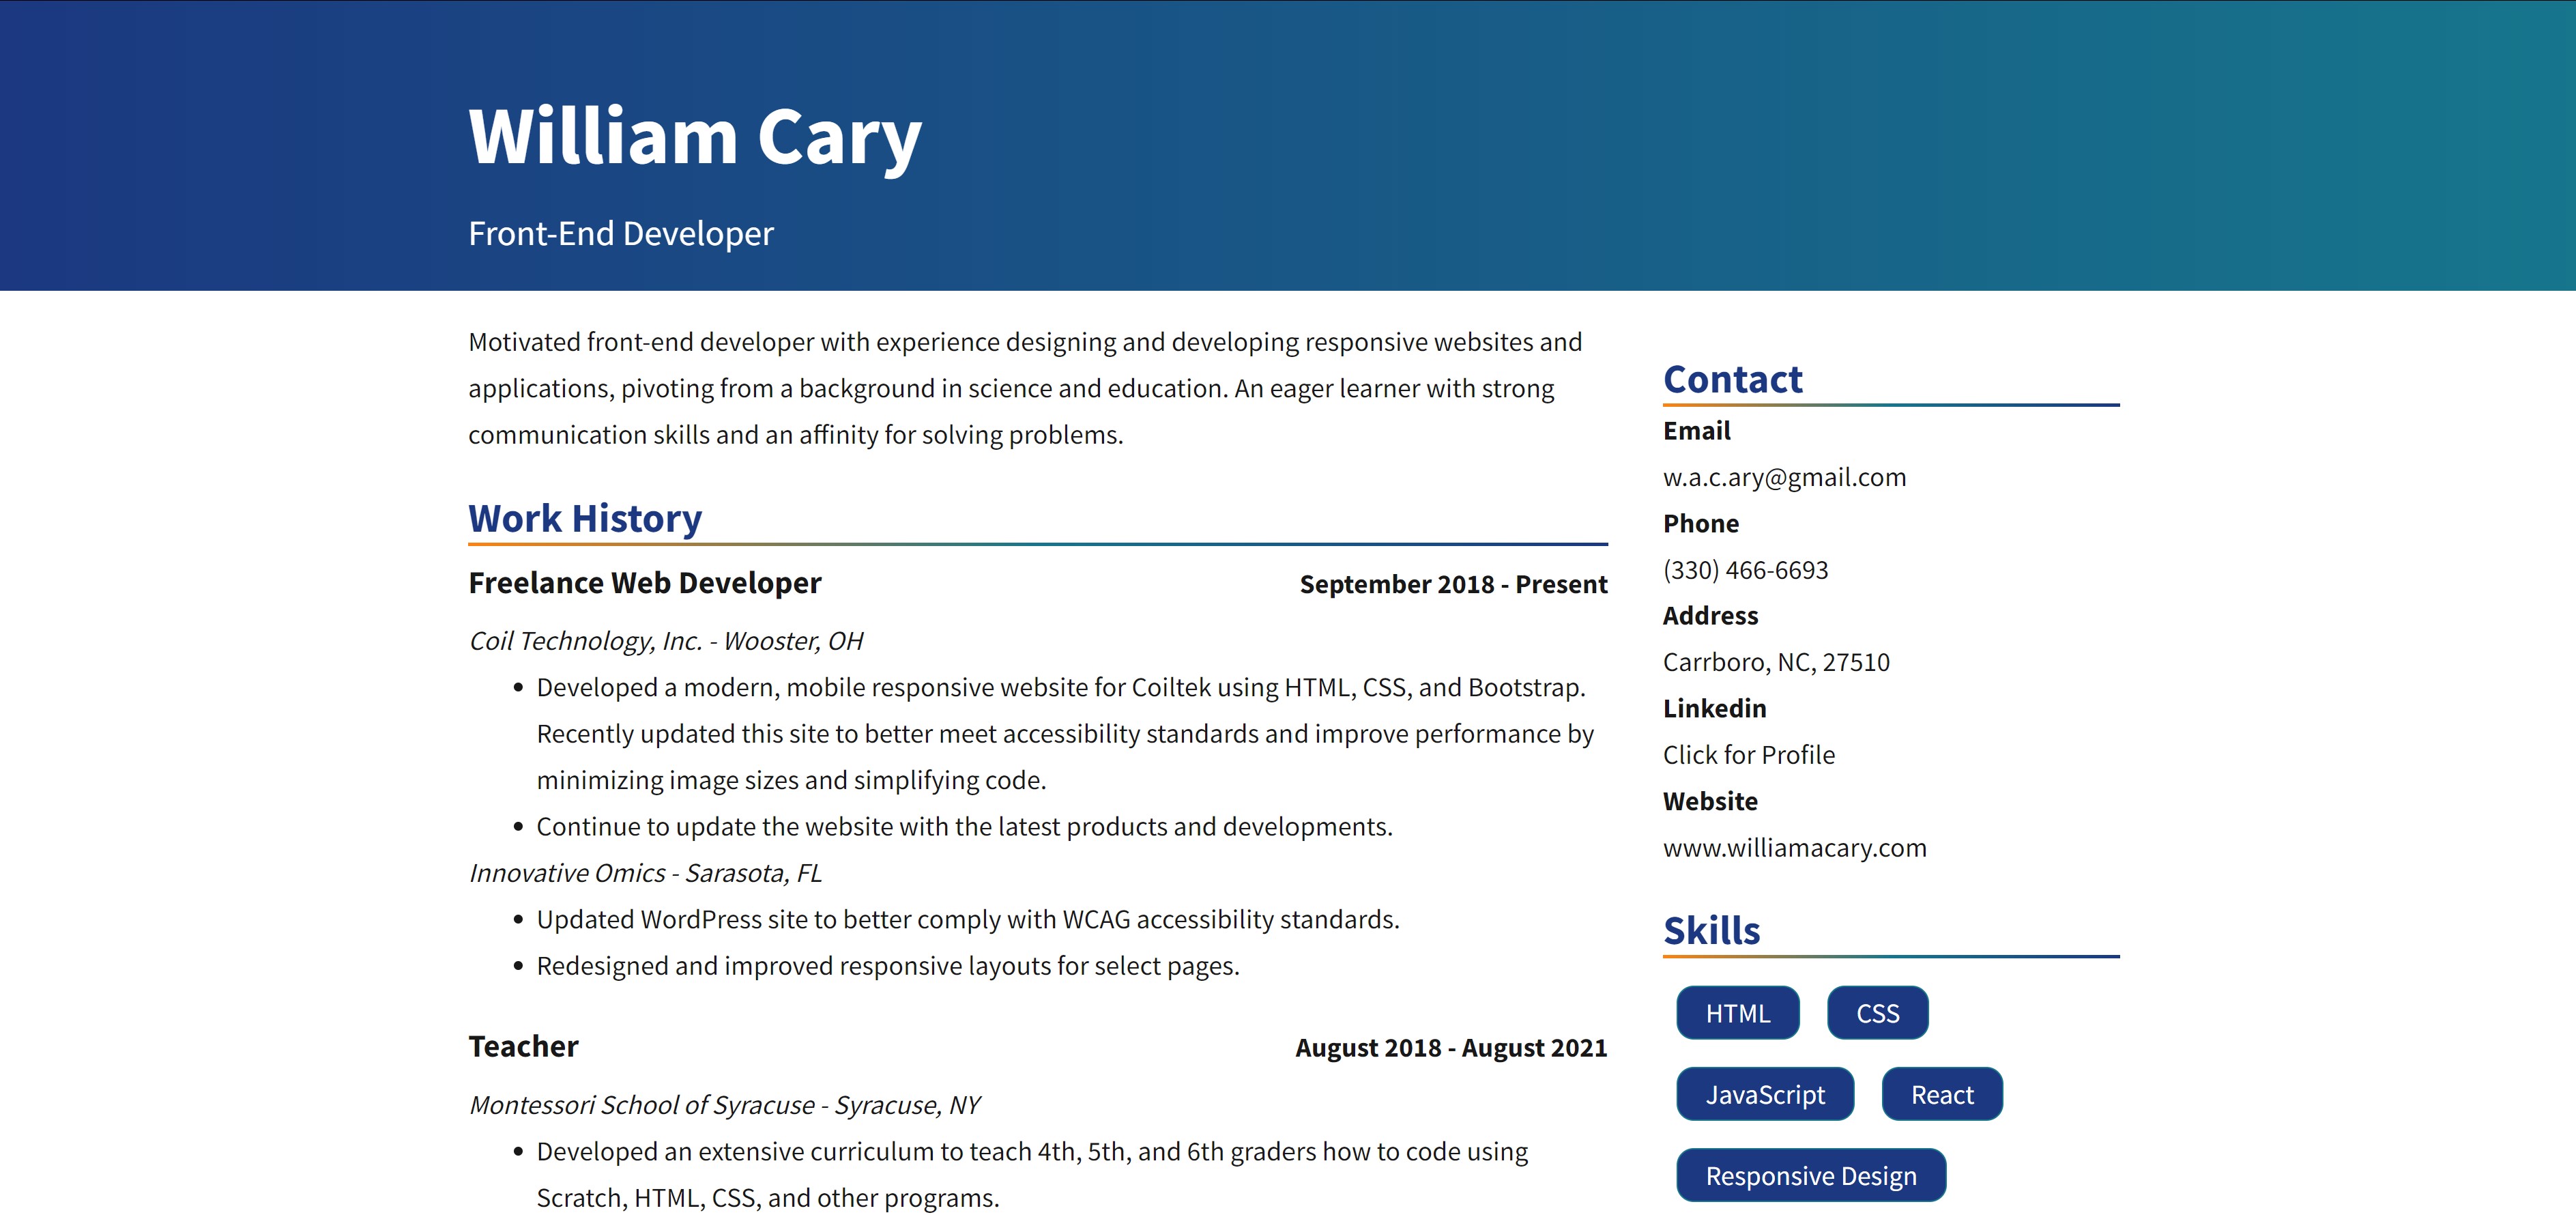 William Cary
Front-End Developer
Motivated front-end developer with experience designing and developing responsive websites and
applications, pivoting from a background in science and education. An eager learner with strong
communication skills and an affinity for solving problems.
Work History
Freelance Web Developer September 2018 - Present
Coil Technology, Inc. - Wooster, OH
• Developed a modern, mobile responsive website for Coiltek using HTML, CSS, and Bootstrap.
Recently updated this site to better meet accessibility standards and improve performance by
minimizing image sizes and simplifying code.
• Continue to update the website with the latest products and developments.
Innovative Omics - Sarasota, FL
• Updated WordPress site to better comply with WCAG accessibility standards.
• Redesigned and improved responsive layouts for select pages.
Teacher August 2018 - August 2021
Montessori School of Syracuse - Syracuse, NY
• Developed an extensive curriculum to teach 4th, 5th, and 6th graders how to code using
Scratch, HTML, CSS, and other programs.
Contact
Email
w.a.c.ary@gmail.com
Phone
(330) 466-6693
Address
Carrboro, NC, 27510
Linkedin
Click for Profile
Website
www.williamacary.com
Skills
HTML CSS
JavaScript React
Responsive Design